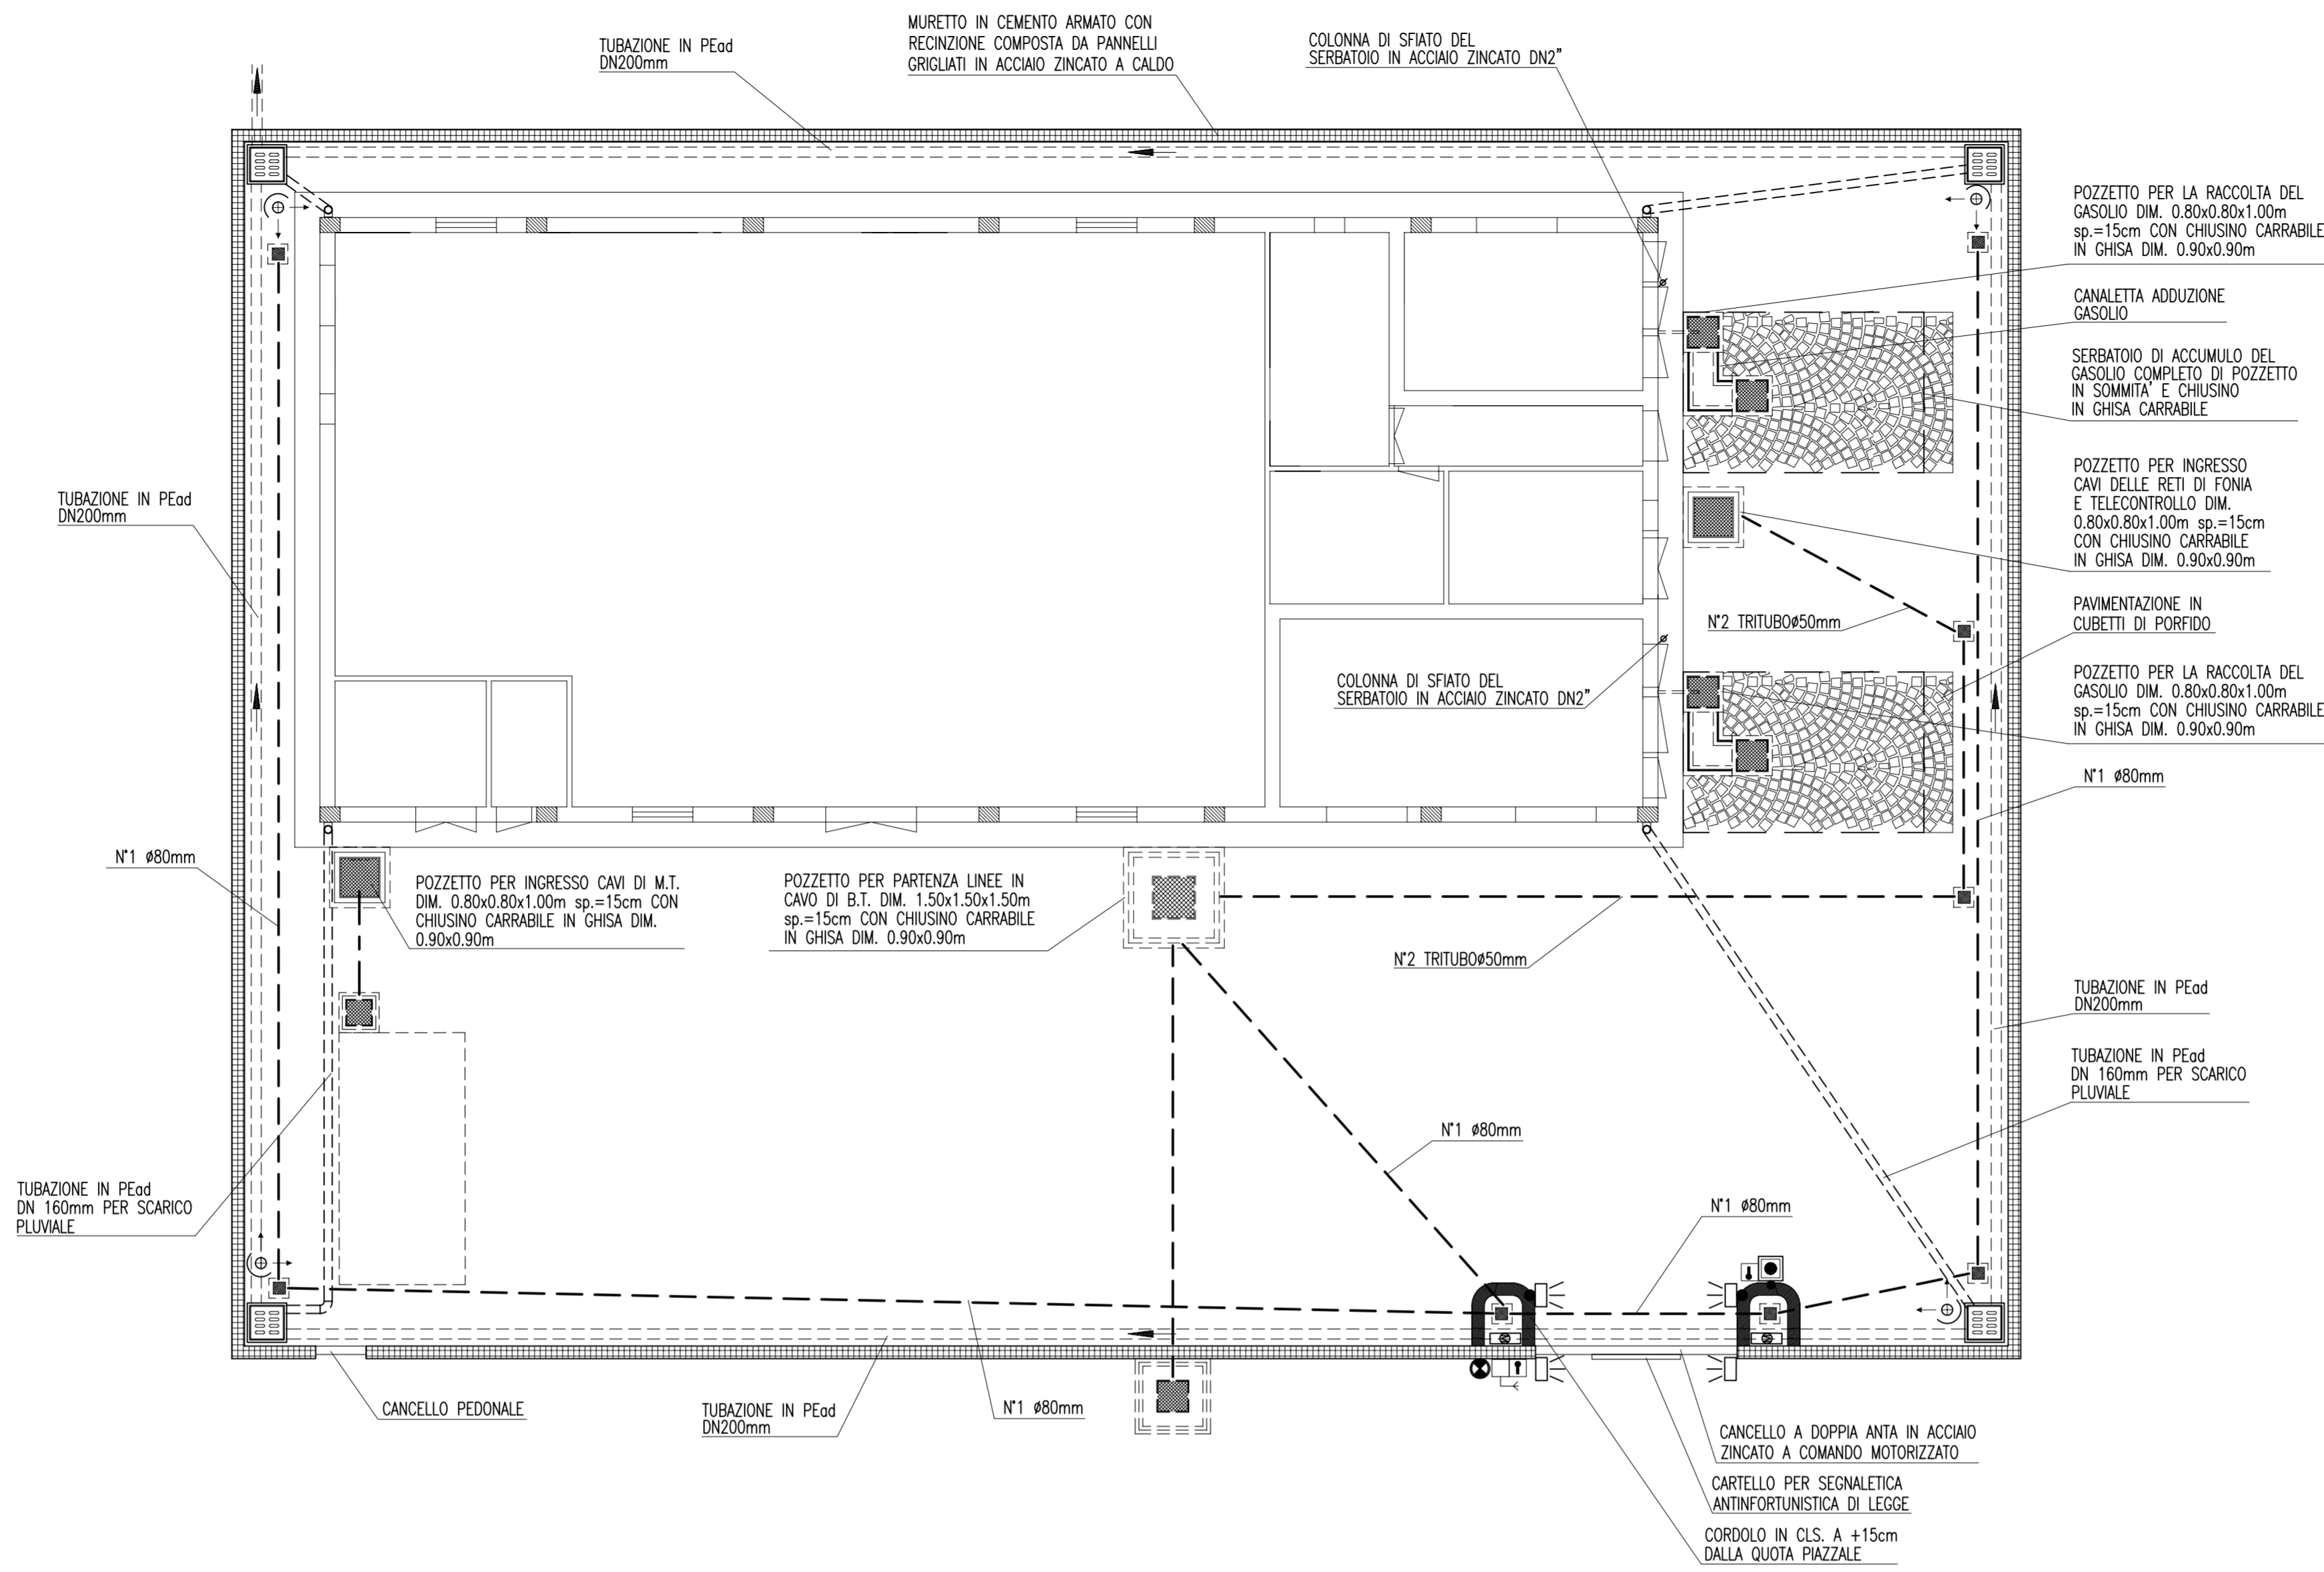 MURETTO IN CEMENTO ARMATO CON
RECINZIONE COMPOSTA DA PANNELLI
GRIGLIATI IN ACCIAIO ZINCATO A CALDO
TUBAZIONE IN PEad
DN200mm
COLONNA DI SFIATO DEL
SERBATOIO IN ACCIAIO ZINCATO DN2"
POZZETTO PER LA RACCOLTA DEL
GASOLIO DIM. 0.80x0.80x1.00m
sp.=15cm CON CHIUSINO CARRABILE
IN GHISA DIM. 0.90x0.90m
CANALETTA ADDUZIONE
GASOLIO
SERBATOIO DI ACCUMULO DEL
GASOLIO COMPLETO DI POZZETTO
IN SOMMITA' E CHIUSINO
IN GHISA CARRABILE
POZZETTO PER INGRESSO
CAVI DELLE RETI DI FONIA
E TELECONTROLLO DIM.
0.80x0.80x1.00m sp.=15cm
CON CHIUSINO CARRABILE
IN GHISA DIM. 0.90x0.90m
TUBAZIONE IN PEad
DN200mm
PAVIMENTAZIONE IN
CUBETTI DI PORFIDO
N°2 TRITUBOø50mm
COLONNA DI SFIATO DEL
SERBATOIO IN ACCIAIO ZINCATO DN2"
POZZETTO PER LA RACCOLTA DEL
GASOLIO DIM. 0.80x0.80x1.00m
sp.=15cm CON CHIUSINO CARRABILE
IN GHISA DIM. 0.90x0.90m
N°1 ø80mm
N°1 ø80mm
POZZETTO PER INGRESSO CAVI DI M.T.
DIM. 0.80x0.80x1.00m sp.=15cm CON
CHIUSINO CARRABILE IN GHISA DIM.
0.90x0.90m
POZZETTO PER PARTENZA LINEE IN
CAVO DI B.T. DIM. 1.50x1.50x1.50m
sp.=15cm CON CHIUSINO CARRABILE
IN GHISA DIM. 0.90x0.90m
N°2 TRITUBOø50mm
TUBAZIONE IN PEad
DN200mm
TUBAZIONE IN PEad
DN 160mm PER SCARICO
PLUVIALE
N°1 ø80mm
TUBAZIONE IN PEad
DN 160mm PER SCARICO
PLUVIALE
N°1 ø80mm
CANCELLO PEDONALE
TUBAZIONE IN PEad
DN200mm
N°1 ø80mm
CANCELLO A DOPPIA ANTA IN ACCIAIO
ZINCATO A COMANDO MOTORIZZATO
CARTELLO PER SEGNALETICA
ANTINFORTUNISTICA DI LEGGE
CORDOLO IN CLS. A +15cm
DALLA QUOTA PIAZZALE